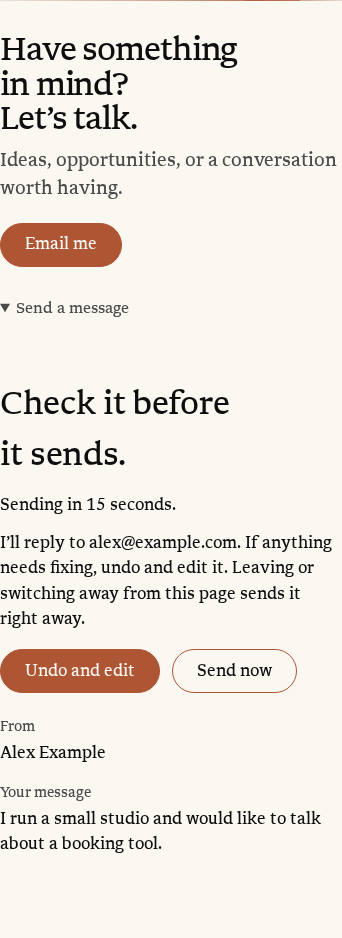 Have something
in mind?
Let’s talk.
Ideas, opportunities, or a conversation
worth having.
Email me
▼ Send a message
Check it before
it sends.
Sending in 15 seconds.
I’ll reply to alex@example.com. If anything
needs fixing, undo and edit it. Leaving or
switching away from this page sends it
right away.
Undo and edit
Send now
From
Alex Example
Your message
I run a small studio and would like to talk
about a booking tool.